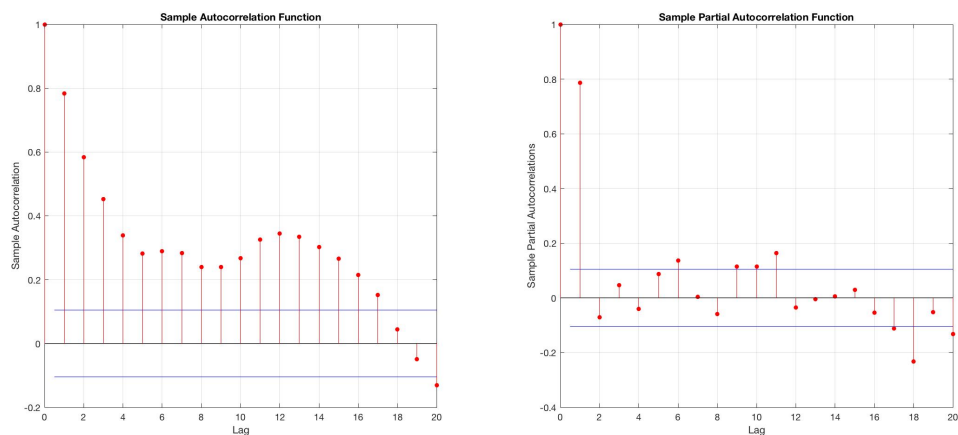 Sample Autocorrelation Function
1
0.8
0.6
0.4
0.2
0
-0.2
Sample Autocorrelation
0 2 4 6 8 10 12 14 16 18 20
Lag
Sample Partial Autocorrelation Function
1
0.8
0.6
0.4
0.2
0
-0.2
-0.4
Sample Partial Autocorrelations
0 2 4 6 8 10 12 14 16 18 20
Lag